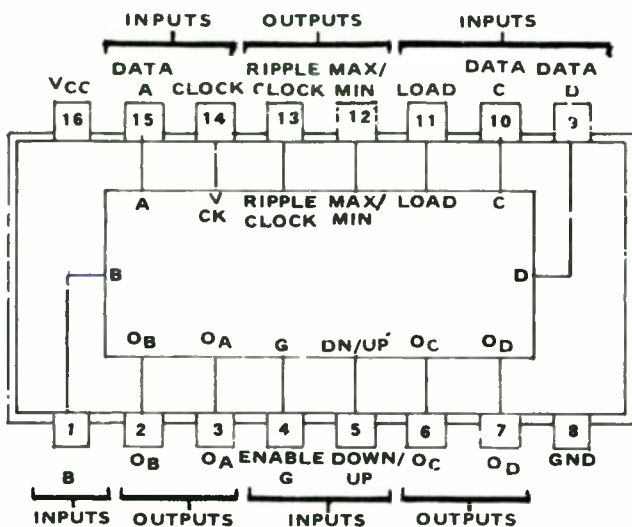 INPUTS OUTPUTS INPUTS
DATA RIPPLE MAX/ DATA DATA
VCC A CLOCK CLOCK MIN LOAD C D
16 15 14 13 12 11 10 9
A V RIPPLE MAX/ LOAD C
CK CLOCK MIN
B D
OB OA G DN/UP OC OD
1 2 3 4 5 6 7 8
OB OA ENABLE DOWN/ OC OD GND
B G UP
INPUTS OUTPUTS INPUTS OUTPUTS